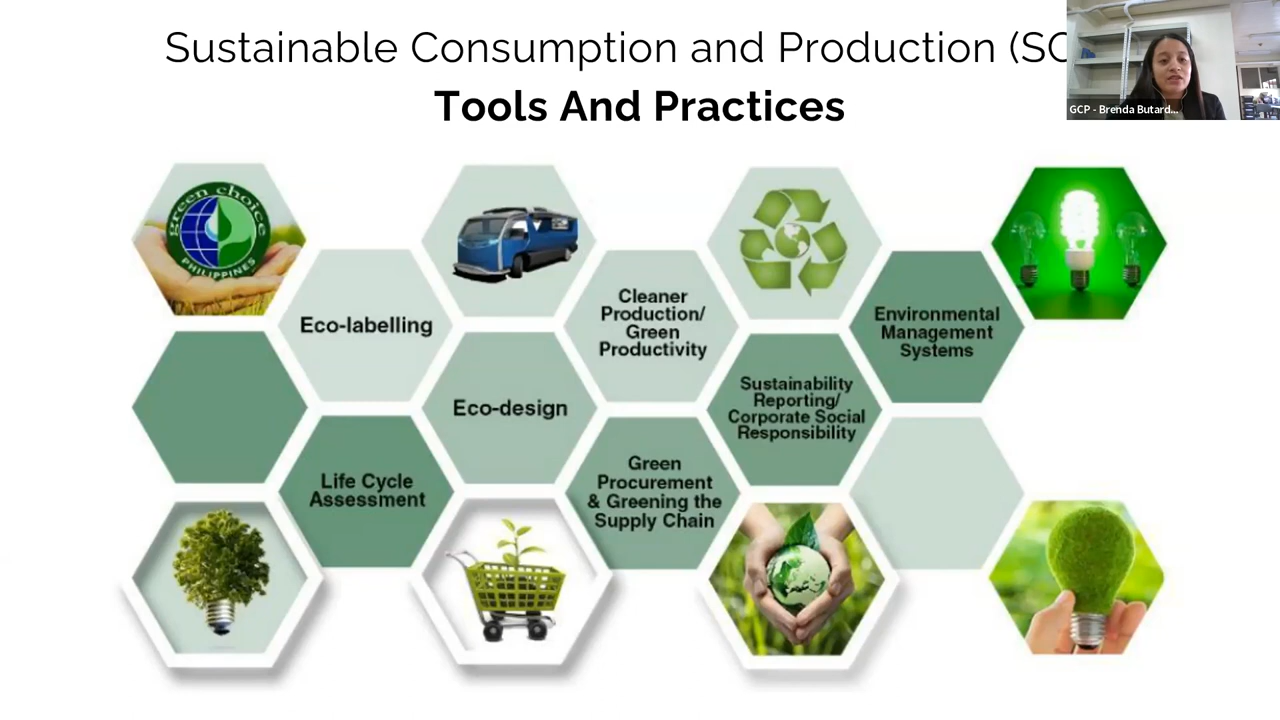 Sustainable Consumption and Production (SC
Tools And Practices
GCP - Brenda Butard...
green choice
PHILIPPINES
Eco-labelling
Cleaner
Production/
Green
Productivity
Environmental
Management
Systems
Eco-design
Sustainability
Reporting/
Corporate Social
Responsibility
Life Cycle
Assessment
Green
Procurement
& Greening the
Supply Chain